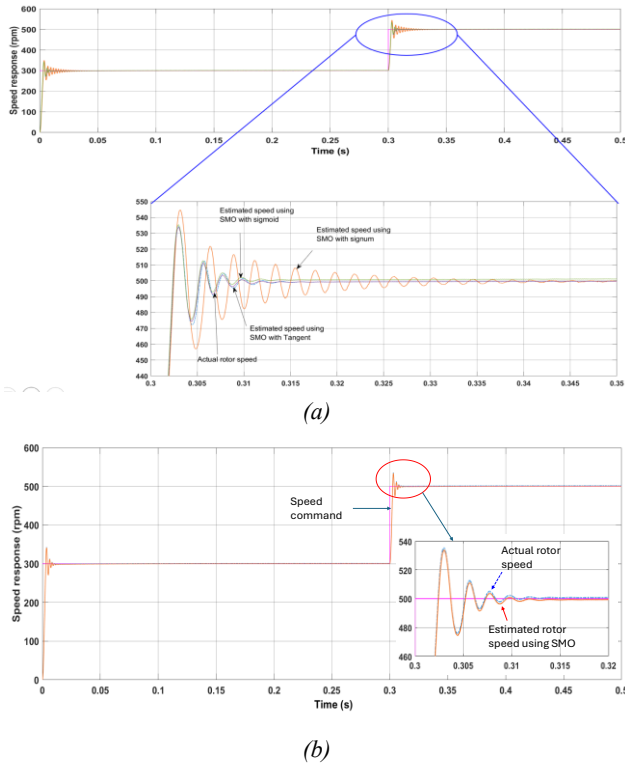 600
500
400
300
200
100
0
Speed response (rpm)
0 0.05 0.1 0.15 0.2 0.25 0.3 0.35 0.4 0.45 0.5
Time (s)
550
540
530
520
510
500
490
480
470
460
450
440
Estimated speed using
SMO with sigmoid
Estimated speed using
SMO with signum
Estimated speed using
SMO with Tangent
Actual rotor speed
0.3 0.305 0.31 0.315 0.32 0.325 0.33 0.335 0.34 0.345 0.35
(a)
600
500
400
300
200
100
0
Speed response (rpm)
Speed
command
540
520
500
480
460
Actual rotor
speed
Estimated rotor
speed using SMO
0.3 0.305 0.31 0.315 0.32
0 0.05 0.1 0.15 0.2 0.25 0.3 0.35 0.4 0.45 0.5
Time (s)
(b)